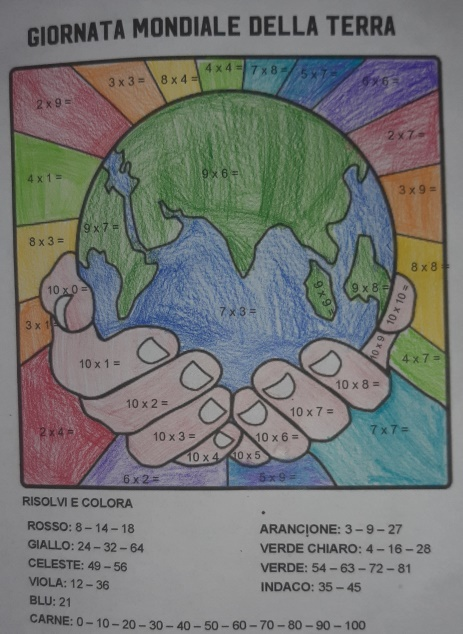 GIORNATA MONDIALE DELLA TERRA
4 x 4 =
7 x 8 =
3 x 3 =
8 x 4 =
5 x 7 =
6 x 6 =
2 x 9 =
2 x 7 =
9 x 6 =
4 x 1 =
3 x 9 =
9 x 7 =
8 x 3 =
8 x 8 =
10 x 0 =
9 x 9 =
9 x 8 =
10 x 10 =
7 x 3 =
3 x 1
10 x 9
10 x 1 =
4 x 7 =
10 x 8 =
10 x 2 =
10 x 7 =
2 x 4 =
7 x 7 =
10 x 3 =
10 x 6 =
10 x 4
10 x 5
6 x 2 =
5 x 9 =
RISOLVI E COLORA
ROSSO: 8 – 14 – 18
GIALLO: 24 – 32 – 64
CELESTE: 49 – 56
VIOLA: 12 – 36
BLU: 21
ARANCIONE: 3 – 9 – 27
VERDE CHIARO: 4 – 16 – 28
VERDE: 54 – 63 – 72 – 81
INDACO: 35 – 45
CARNE: 0 – 10 – 20 – 30 – 40 – 50 – 60 – 70 – 80 – 90 – 100